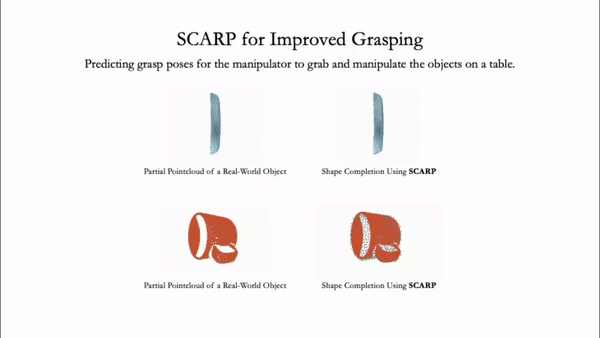 SCARP for Improved Grasping
Predicting grasp poses for the manipulator to grab and manipulate the objects on a table.
Partial Pointcloud of a Real-World Object
Shape Completion Using SCARP
Partial Pointcloud of a Real-World Object
Shape Completion Using SCARP